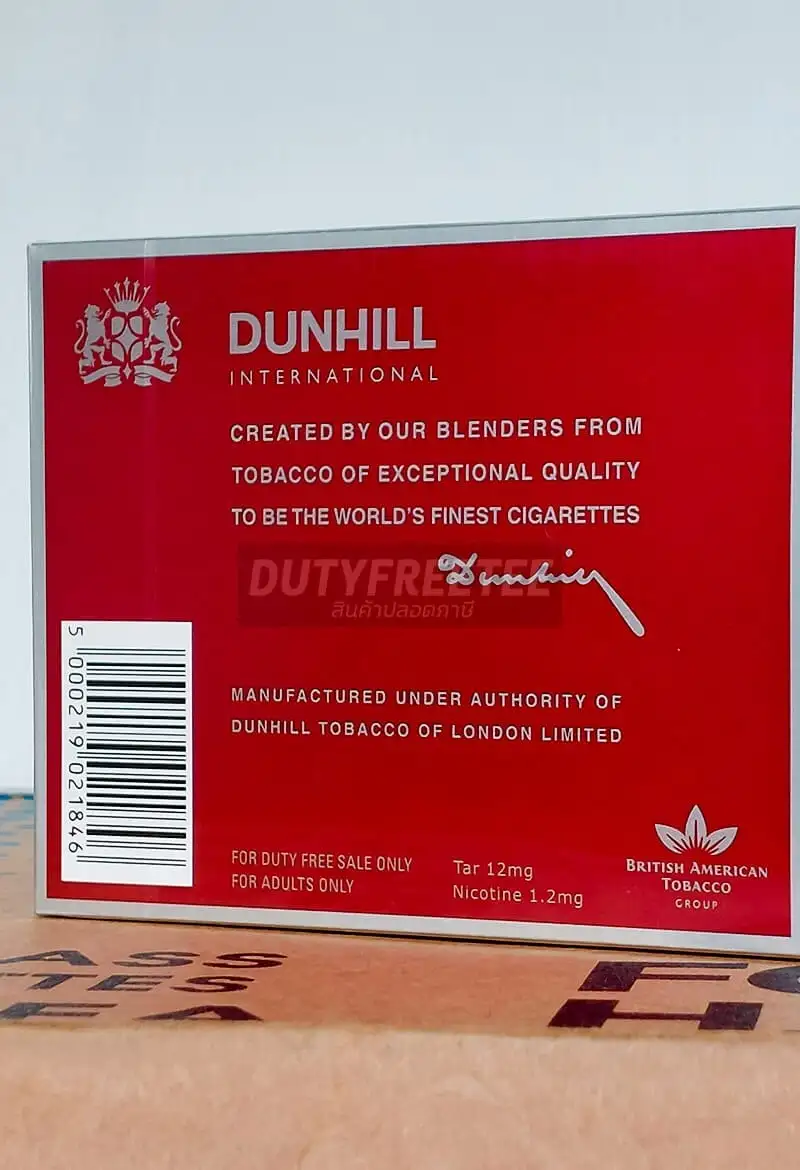 DUNHILL
INTERNATIONAL
CREATED BY OUR BLENDERS FROM
TOBACCO OF EXCEPTIONAL QUALITY
TO BE THE WORLD'S FINEST CIGARETTES
Dunhill
DUTYFREETEE
สินค้าปลอดภาษี
MANUFACTURED UNDER AUTHORITY OF
DUNHILL TOBACCO OF LONDON LIMITED
5 000219 021846
FOR DUTY FREE SALE ONLY
FOR ADULTS ONLY
Tar 12mg
Nicotine 1.2mg
BRITISH AMERICAN
TOBACCO
GROUP